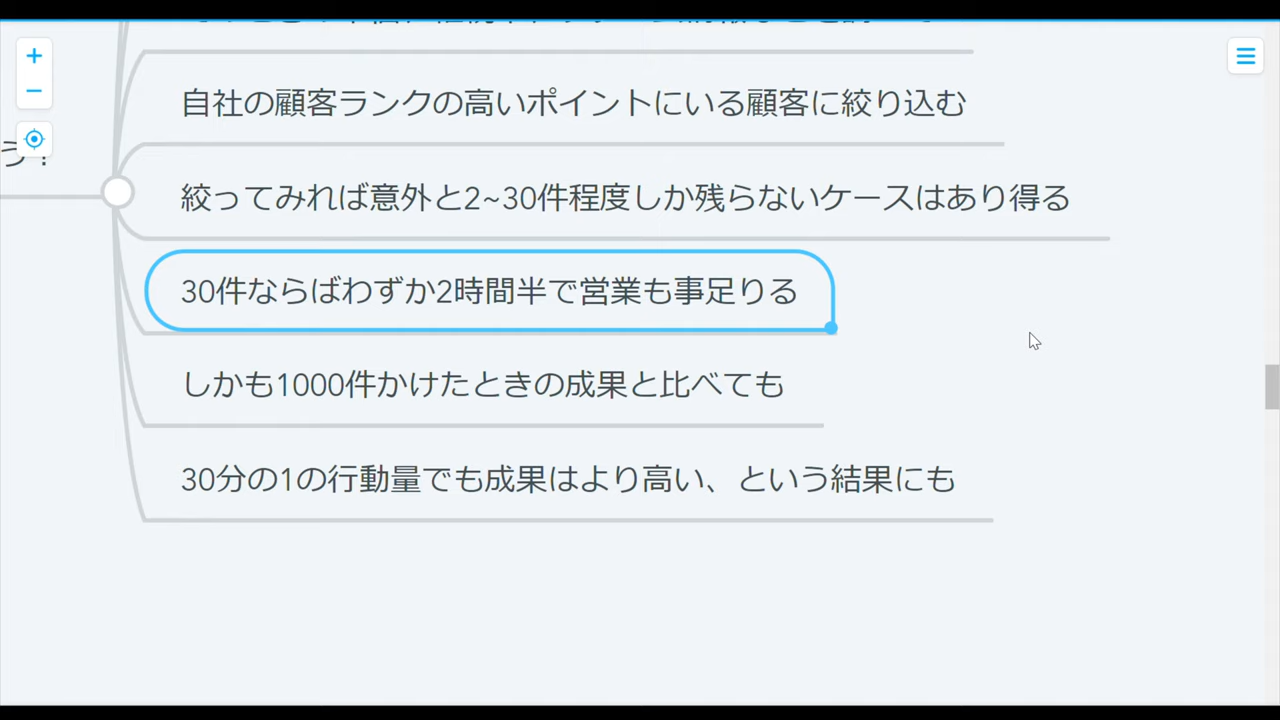 う！
自社の顧客ランクの高いポイントにいる顧客に絞り込む
絞ってみれば意外と2~30件程度しか残らないケースはあり得る
30件ならばわずか2時間半で営業も事足りる
しかも1000件かけたときの成果と比べても
30分の1の行動量でも成果はより高い、という結果にも